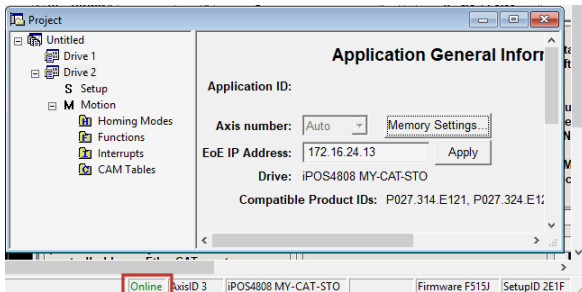 Project
Untitled
Drive 1
Drive 2
S Setup
M Motion
Homing Modes
Functions
Interrupts
CAM Tables
Application General Inforr
Application ID:
Axis number: Auto Memory Settings...
EoE IP Address: 172.16.24.13 Apply
Drive: iPOS4808 MY-CAT-STO
Compatible Product IDs: P027.314.E121, P027.324.E12
Online AxisID 3 iPOS4808 MY-CAT-STO Firmware F515J SetupID 2E1F